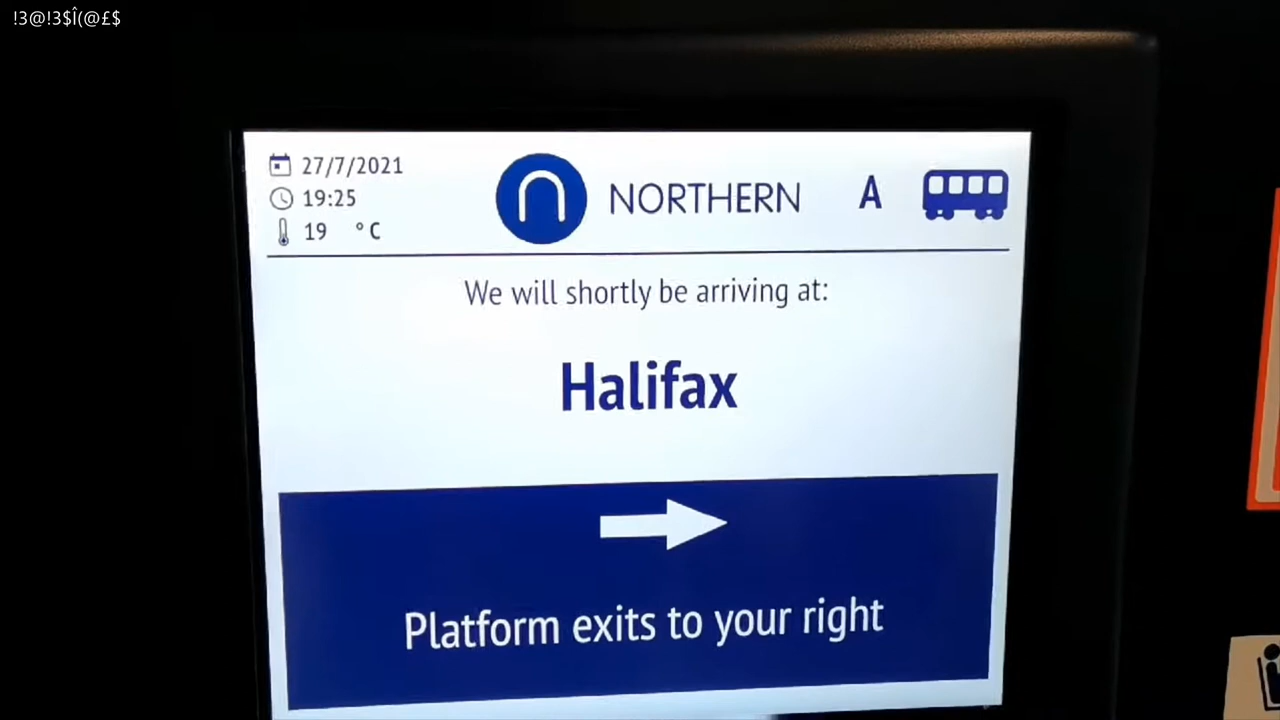 !3@!3$Î(@£$
27/7/2021
19:25
19 °C
NORTHERN
A
We will shortly be arriving at:
Halifax
Platform exits to your right